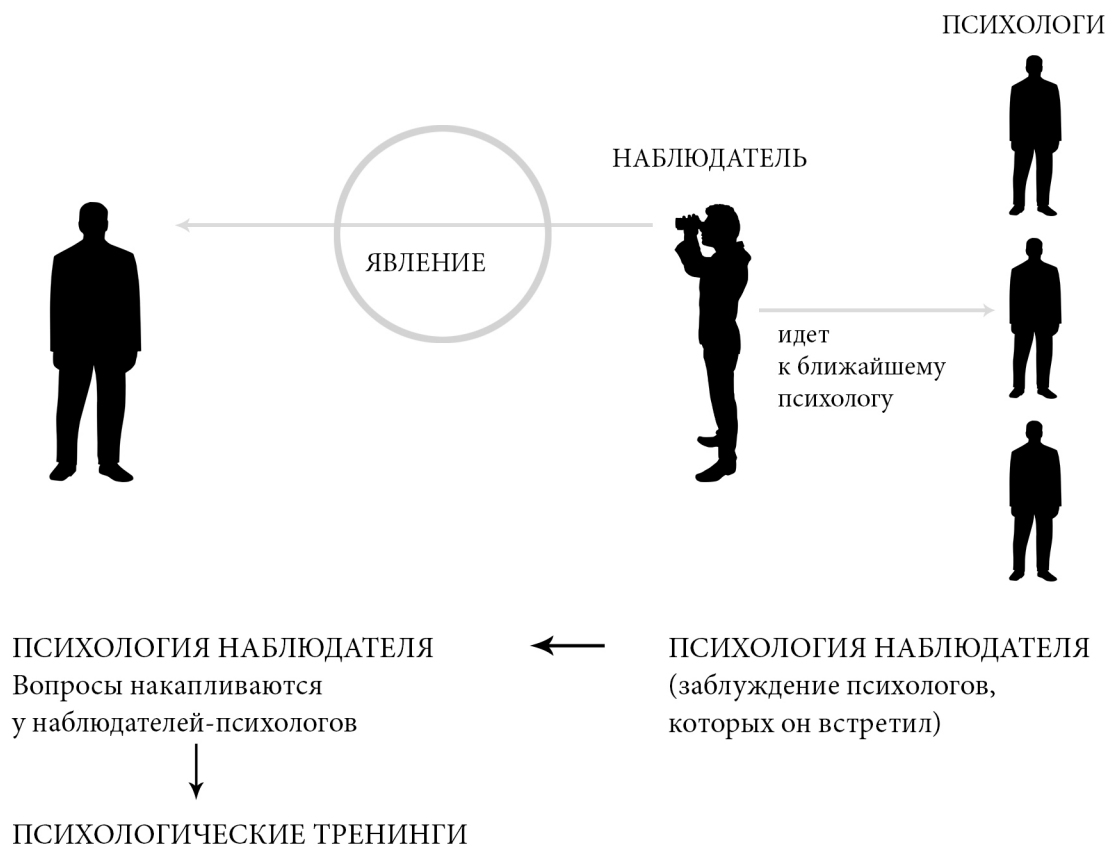 ПСИХОЛОГИ
НАБЛЮДАТЕЛЬ
ЯВЛЕНИЕ
идет
к ближайшему
психологу
ПСИХОЛОГИЯ НАБЛЮДАТЕЛЯ
Вопросы накапливаются
у наблюдателей-психологов
ПСИХОЛОГИЯ НАБЛЮДАТЕЛЯ
(заблуждение психологов,
которых он встретил)
ПСИХОЛОГИЧЕСКИЕ ТРЕНИНГИ